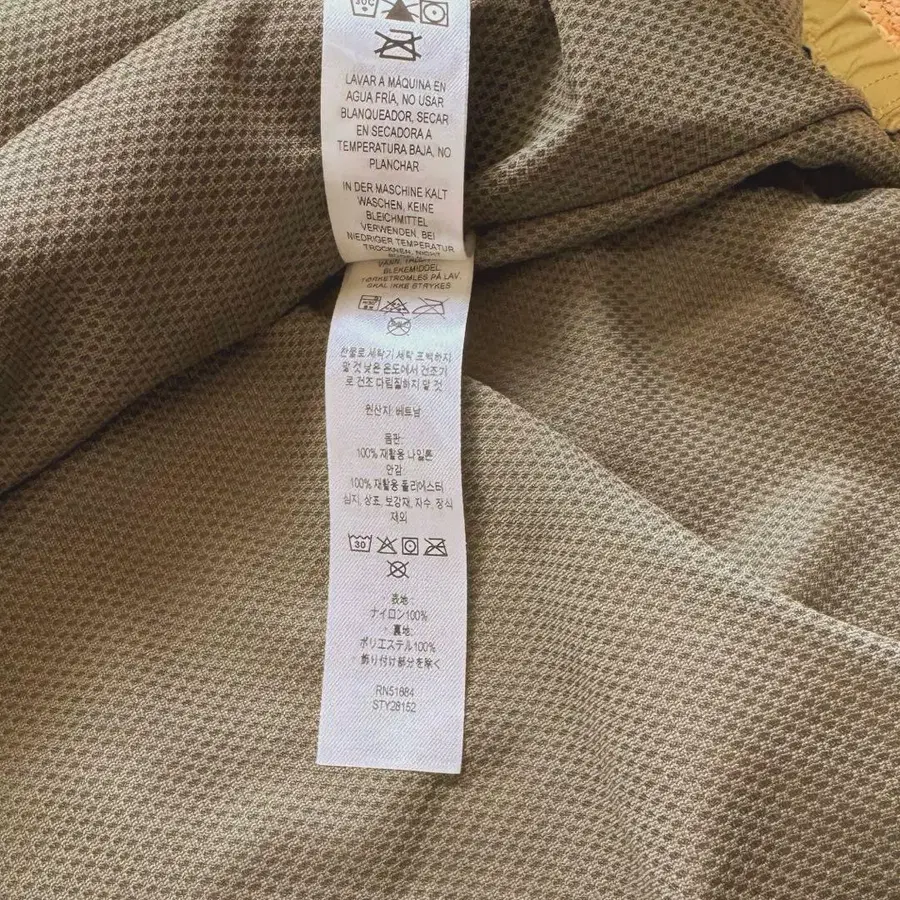 30C
LAVAR A MÁQUINA EN
AGUA FRÍA, NO USAR
BLANQUEADOR, SECAR
EN SECADORA A
TEMPERATURA BAJA, NO
PLANCHAR
IN DER MASCHINE KALT
WASCHEN, KEINE
BLEICHMITTEL
VERWENDEN. BEI
NIEDRIGER TEMPERATUR
TROCKNEN, NICHT
BLEKEMIDDEL.
TØRKETROMLES PÅ LAV
SKAL IKKE STRYKES
찬물로 세탁기 세탁 표백하지
말 것 낮은 온도에서 건조기
로 건조 다림질하지 말 것
원산지: 베트남
몸판:
100% 재활용 나일론
안감:
100% 재활용 폴리에스터
심지, 상표, 보강재, 자수, 장식
제외
30
表地:
ナイロン100%
裏地:
ポリエステル100%
飾り付け部分を除く
RN51884
STY28152